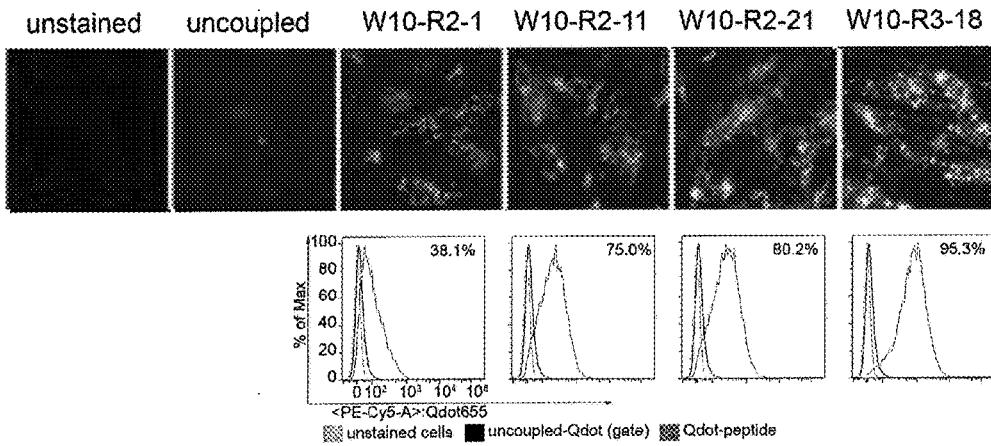 unstained uncoupled W10-R2-1 W10-R2-11 W10-R2-21 W10-R3-18
38.1% 75.0% 80.2% 95.3%
100
80
60
40
20
0
% of Max
0 10² 10³ 10⁴ 10⁵
<PE-Cy5-A>:Qdot655
unstained cells uncoupled-Qdot (gate) Qdot-peptide